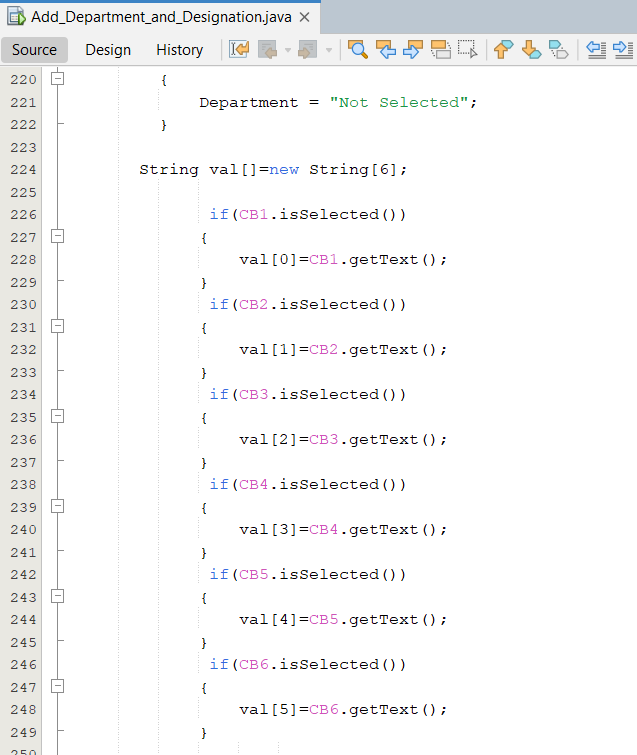 Add_Department_and_Designation.java
Source Design History
220 {
221 Department = "Not Selected";
222 }
223
224 String val[]=new String[6];
225
226 if(CB1.isSelected())
227 {
228 val[0]=CB1.getText();
229 }
230 if(CB2.isSelected())
231 {
232 val[1]=CB2.getText();
233 }
234 if(CB3.isSelected())
235 {
236 val[2]=CB3.getText();
237 }
238 if(CB4.isSelected())
239 {
240 val[3]=CB4.getText();
241 }
242 if(CB5.isSelected())
243 {
244 val[4]=CB5.getText();
245 }
246 if(CB6.isSelected())
247 {
248 val[5]=CB6.getText();
249 }
250